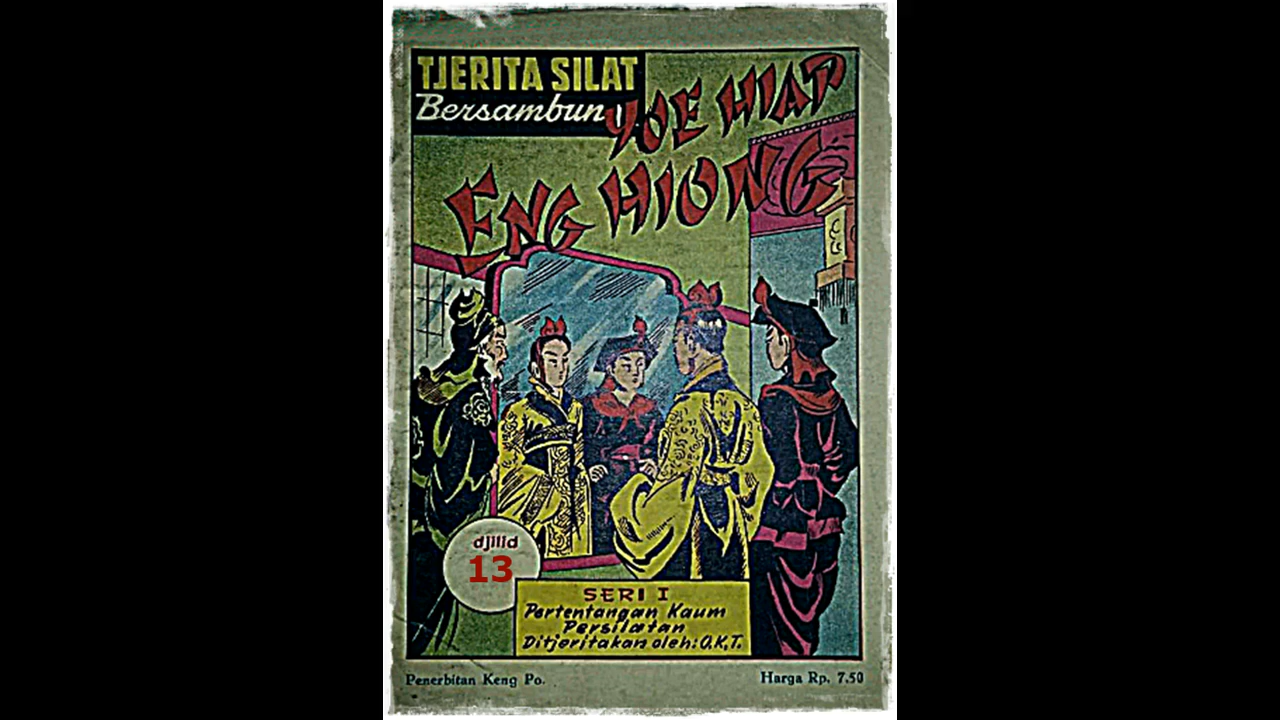 TJERITA SILAT
Bersambun
YOE HIAP
ENG HIONG
djilid
13
SERI I
Pertentangan Kaum
Persilatan
Ditjeritakan oleh: O.K.T.
Penerbitan Keng Po.
Harga Rp. 7.50